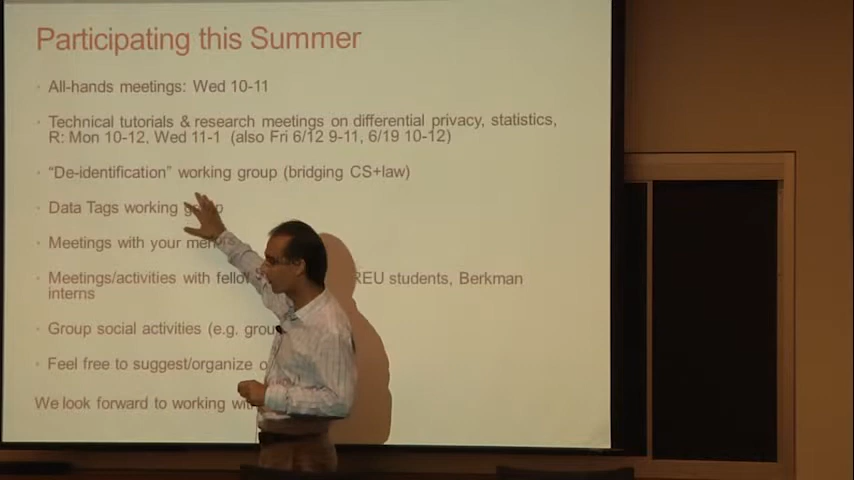 Participating this Summer
All-hands meetings: Wed 10-11
Technical tutorials & research meetings on differential privacy, statistics,
R: Mon 10-12, Wed 11-1 (also Fri 6/12 9-11, 6/19 10-12)
"De-identification" working group (bridging CS+law)
Data Tags working group
Meetings with your
Meetings/activities with REU students, Berkman
interns
Group social activities (e.g.
Feel free to suggest/organize
We look forward to working